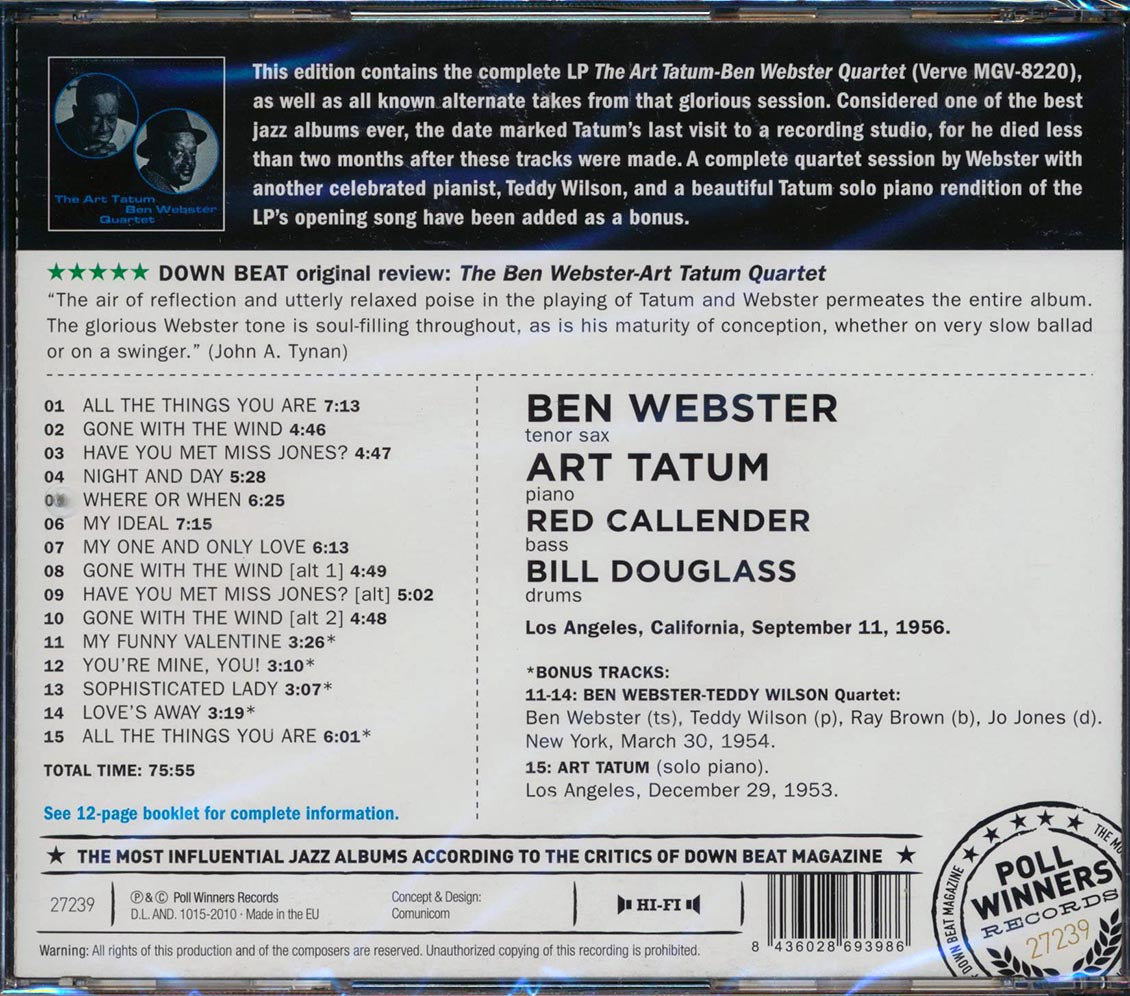 This edition contains the complete LP The Art Tatum-Ben Webster Quartet (Verve MGV-8220),
as well as all known alternate takes from that glorious session. Considered one of the best
jazz albums ever, the date marked Tatum's last visit to a recording studio, for he died less
than two months after these tracks were made. A complete quartet session by Webster with
another celebrated pianist, Teddy Wilson, and a beautiful Tatum solo piano rendition of the
LP's opening song have been added as a bonus.
The Art Tatum
Ben Webster
Quartet
★★★★★ DOWN BEAT original review: The Ben Webster-Art Tatum Quartet
“The air of reflection and utterly relaxed poise in the playing of Tatum and Webster permeates the entire album.
The glorious Webster tone is soul-filling throughout, as is his maturity of conception, whether on very slow ballad
or on a swinger.” (John A. Tynan)
01 ALL THE THINGS YOU ARE 7:13
02 GONE WITH THE WIND 4:46
03 HAVE YOU MET MISS JONES? 4:47
04 NIGHT AND DAY 5:28
05 WHERE OR WHEN 6:25
06 MY IDEAL 7:15
07 MY ONE AND ONLY LOVE 6:13
08 GONE WITH THE WIND [alt 1] 4:49
09 HAVE YOU MET MISS JONES? [alt] 5:02
10 GONE WITH THE WIND [alt 2] 4:48
11 MY FUNNY VALENTINE 3:26*
12 YOU'RE MINE, YOU! 3:10*
13 SOPHISTICATED LADY 3:07*
14 LOVE'S AWAY 3:19*
15 ALL THE THINGS YOU ARE 6:01*
TOTAL TIME: 75:55
See 12-page booklet for complete information.
BEN WEBSTER
tenor sax
ART TATUM
piano
RED CALLENDER
bass
BILL DOUGLASS
drums
Los Angeles, California, September 11, 1956.
*BONUS TRACKS:
11-14: BEN WEBSTER-TEDDY WILSON Quartet:
Ben Webster (ts), Teddy Wilson (p), Ray Brown (b), Jo Jones (d).
New York, March 30, 1954.
15: ART TATUM (solo piano).
Los Angeles, December 29, 1953.
★ THE MOST INFLUENTIAL JAZZ ALBUMS ACCORDING TO THE CRITICS OF DOWN BEAT MAGAZINE ★
27239
℗ & © Poll Winners Records
D.L. AND. 1015-2010 · Made in the EU
Concept & Design:
Comunicom
HI-FI
8 436028 693986
Warning: All rights of this production and of the composers are reserved. Unauthorized copying of this recording is prohibited.
POLL
WINNERS
RECORDS
27239
DOWN BEAT MAGAZINE
THE